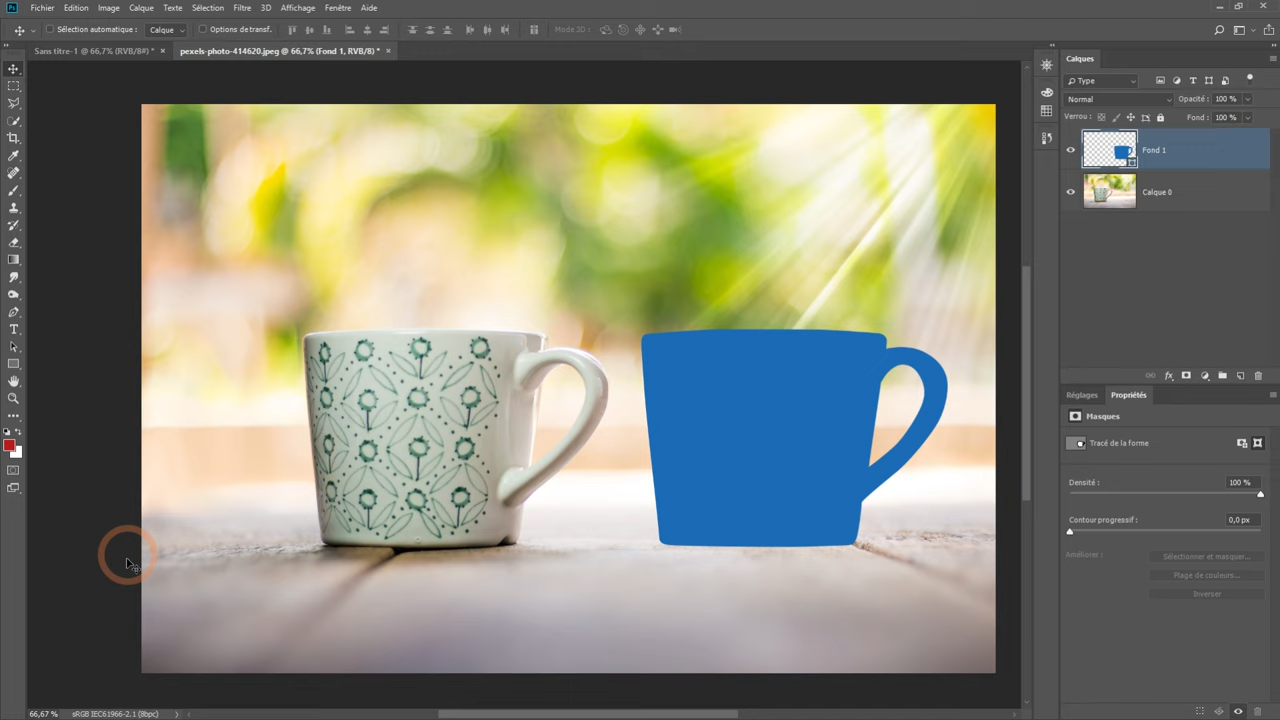 Ps Fichier Edition Image Calque Texte Sélection Filtre 3D Affichage Fenêtre Aide
Sélection automatique : Calque Options de transf. Mode 3D :
Sans titre-1 @ 66,7% (RVB/8#) * × pexels-photo-414620.jpeg @ 66,7% (Fond 1, RVB/8) * ×
Calques
Type
Normal Opacité : 100 %
Verrou : Fond : 100 %
Fond 1
Calque 0
fx
Réglages Propriétés
Masques
Tracé de la forme
Densité : 100 %
Contour progressif : 0,0 px
Améliorer : Sélectionner et masquer...
Plage de couleurs...
Inverser
66,67 % sRGB IEC61966-2.1 (8bpc)